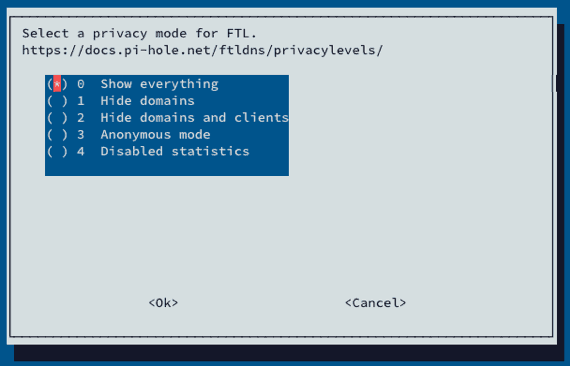 Select a privacy mode for FTL.
https://docs.pi-hole.net/ftldns/privacylevels/
(*) 0 Show everything
( ) 1 Hide domains
( ) 2 Hide domains and clients
( ) 3 Anonymous mode
( ) 4 Disabled statistics
<Ok> <Cancel>